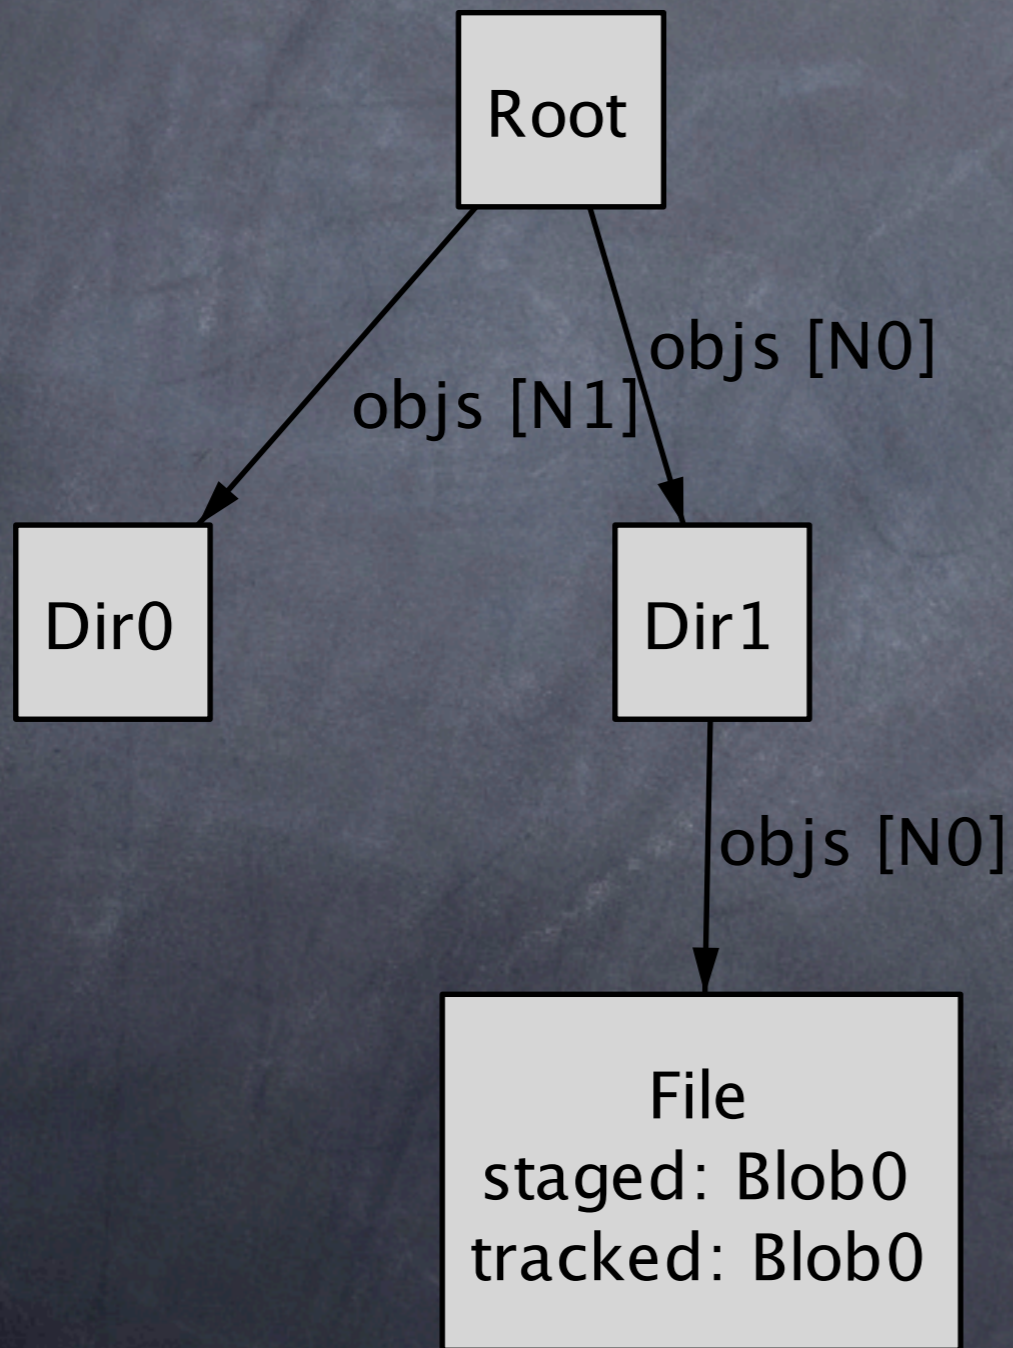 Root
objs [N0]
objs [N1]
Dir0
Dir1
objs [N0]
File
staged: Blob0
tracked: Blob0